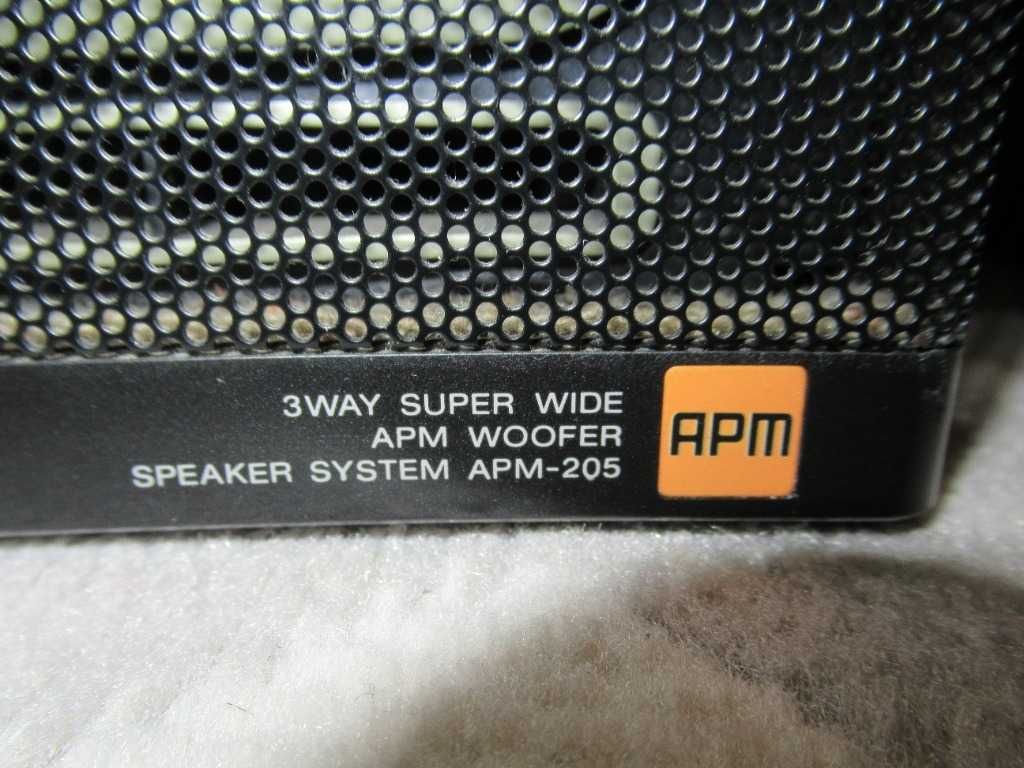 3WAY SUPER WIDE
APM WOOFER
SPEAKER SYSTEM APM-205
APM